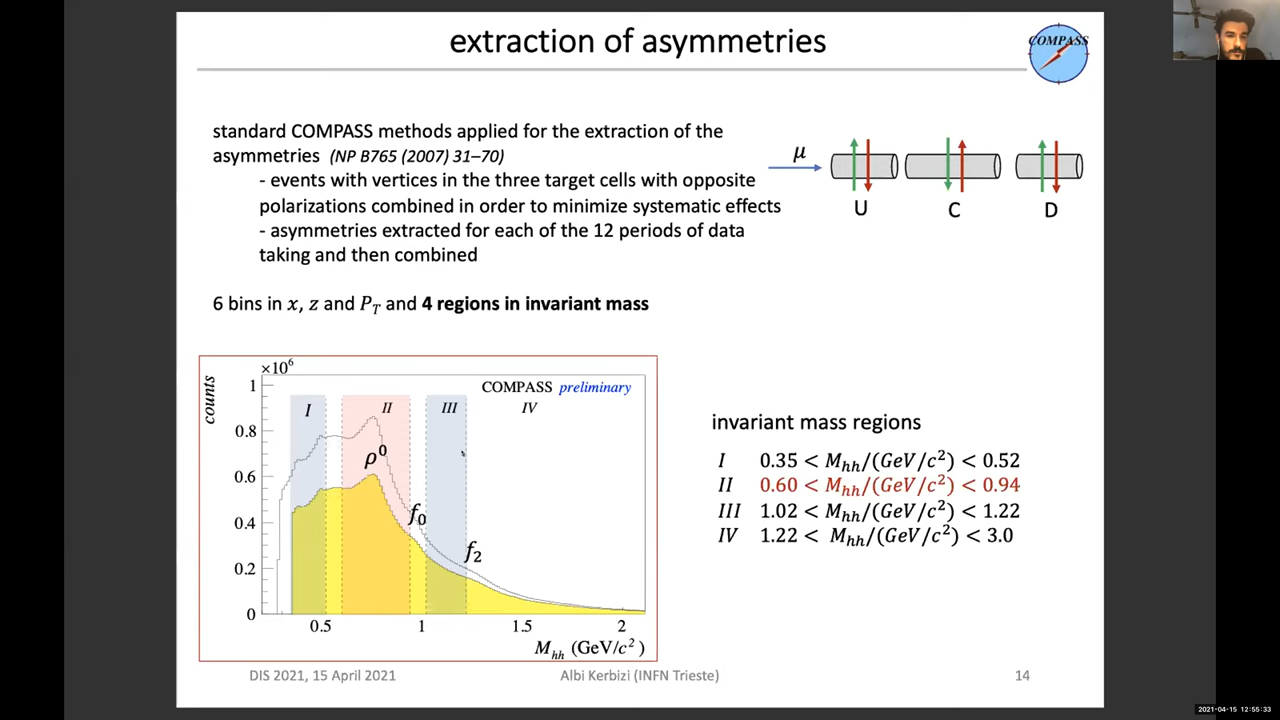 extraction of asymmetries
COMPASS
standard COMPASS methods applied for the extraction of the
asymmetries (NP B765 (2007) 31–70)
- events with vertices in the three target cells with opposite
polarizations combined in order to minimize systematic effects
- asymmetries extracted for each of the 12 periods of data
taking and then combined
μ
U C D
6 bins in x, z and P_T and 4 regions in invariant mass
×10⁶
counts
1
0.8
0.6
0.4
0.2
0
COMPASS preliminary
I II III IV
ρ⁰
f₀
f₂
0.5 1 1.5 2
M_hh (GeV/c²)
invariant mass regions
I 0.35 < M_hh/(GeV/c²) < 0.52
II 0.60 < M_hh/(GeV/c²) < 0.94
III 1.02 < M_hh/(GeV/c²) < 1.22
IV 1.22 < M_hh/(GeV/c²) < 3.0
DIS 2021, 15 April 2021
Albi Kerbizi (INFN Trieste)
14
2021-04-15 12:55:33